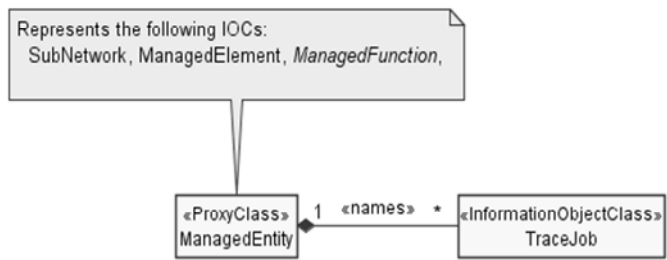 Represents the following IOCs:
SubNetwork, ManagedElement, ManagedFunction,
«ProxyClass»
ManagedEntity
1 «names» *
«InformationObjectClass»
TraceJob